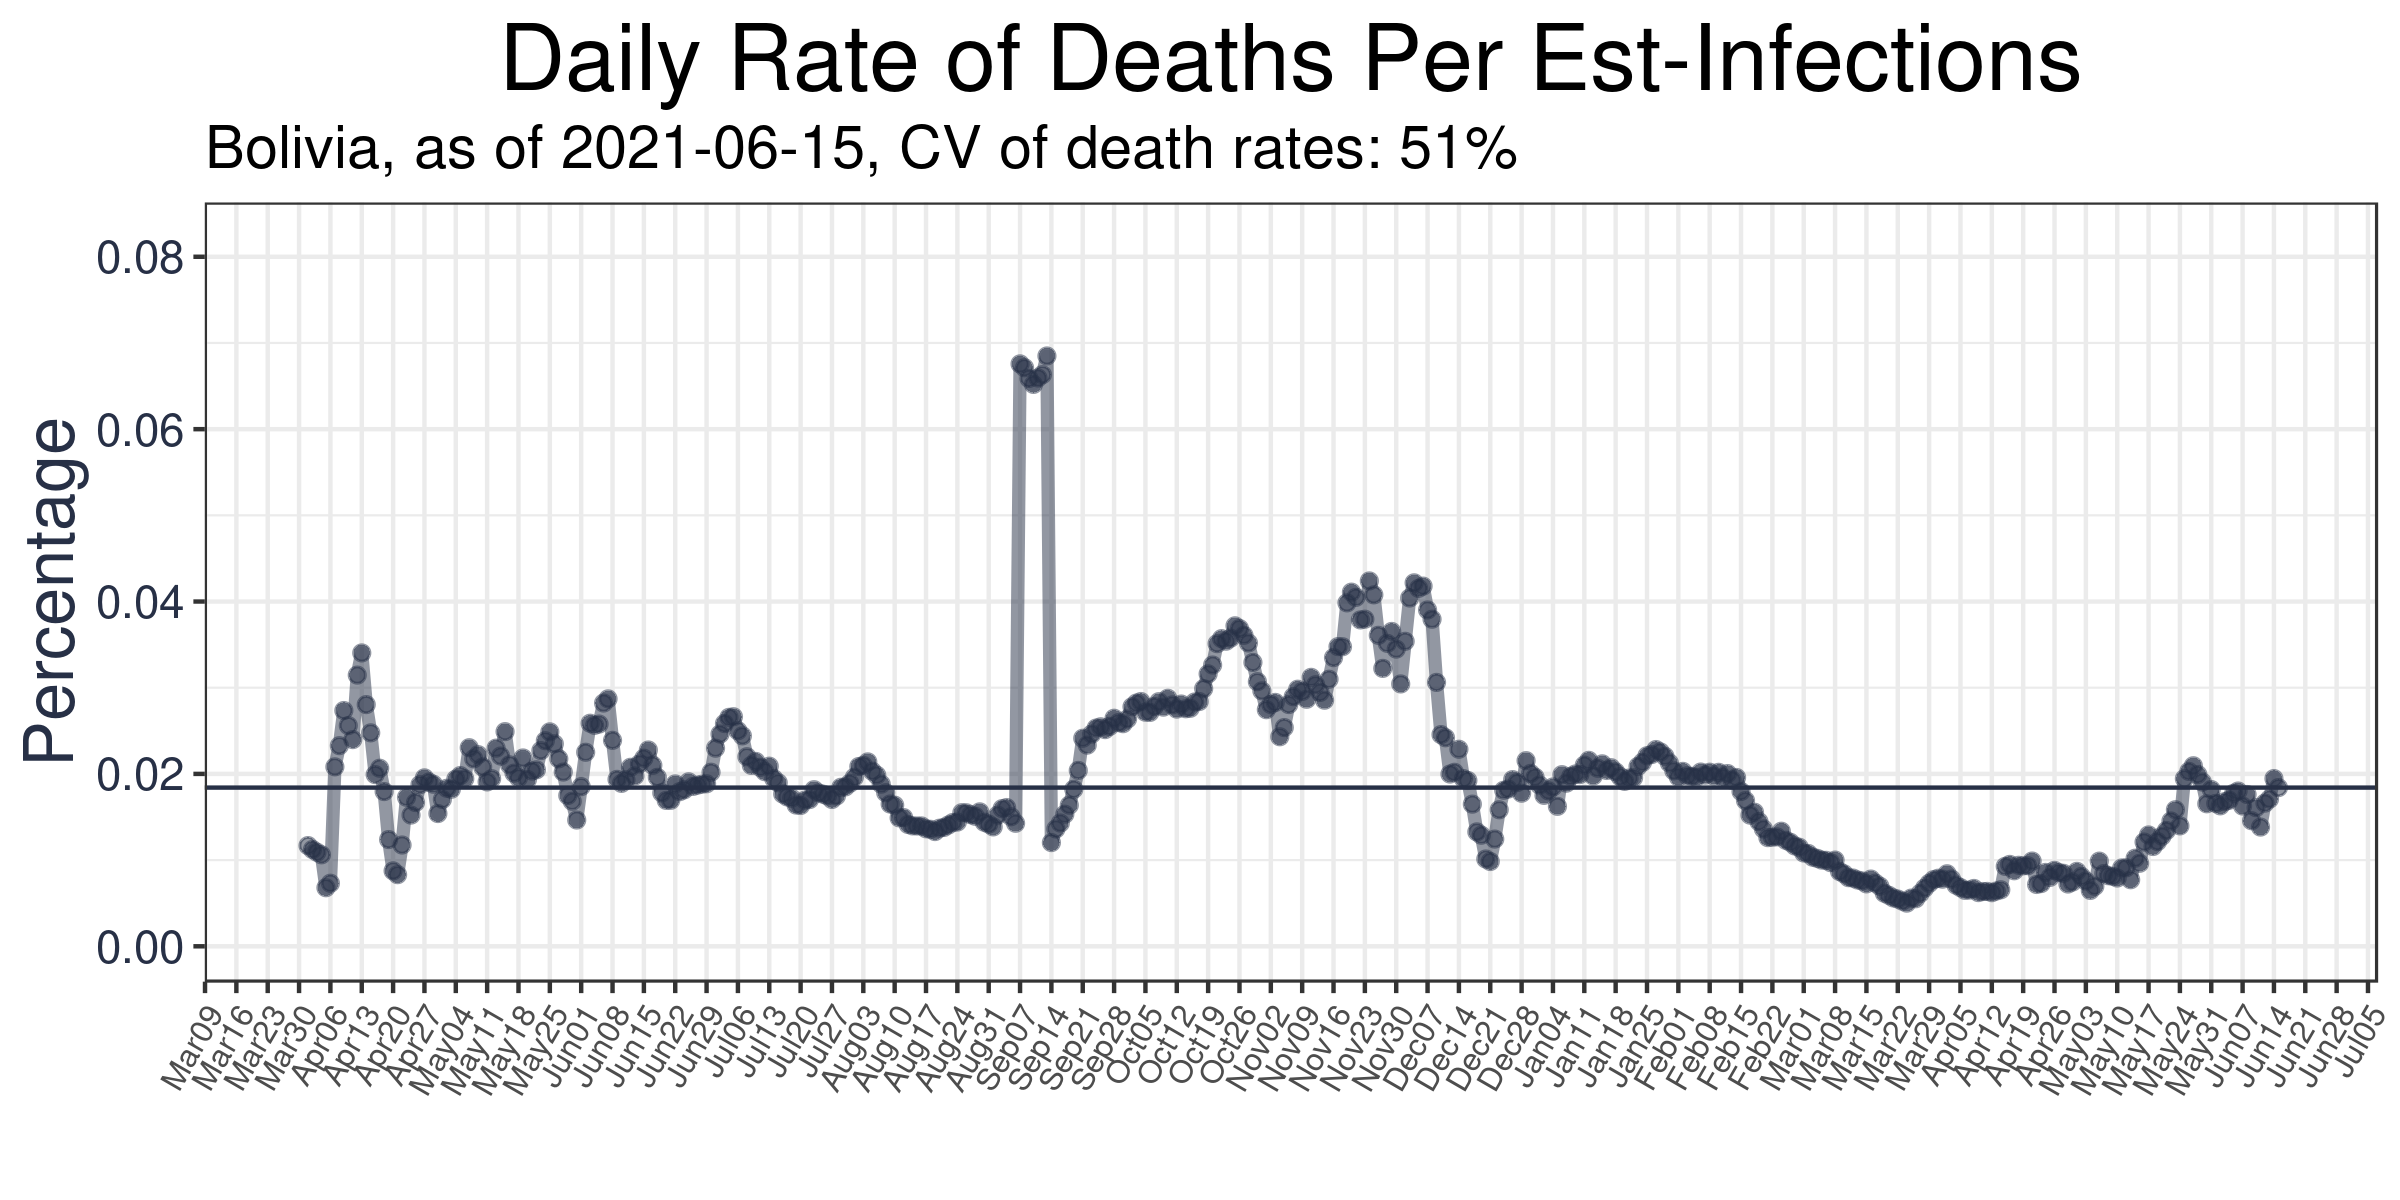 Daily Rate of Deaths Per Est-Infections
Bolivia, as of 2021-06-15, CV of death rates: 51%
Percentage
0.08
0.06
0.04
0.02
0.00
Mar09
Mar16
Mar23
Mar30
Apr06
Apr13
Apr20
Apr27
May04
May11
May18
May25
Jun01
Jun08
Jun15
Jun22
Jun29
Jul06
Jul13
Jul20
Jul27
Aug03
Aug10
Aug17
Aug24
Aug31
Sep07
Sep14
Sep21
Sep28
Oct05
Oct12
Oct19
Oct26
Nov02
Nov09
Nov16
Nov23
Nov30
Dec07
Dec14
Dec21
Dec28
Jan04
Jan11
Jan18
Jan25
Feb01
Feb08
Feb15
Feb22
Mar01
Mar08
Mar15
Mar22
Mar29
Apr05
Apr12
Apr19
Apr26
May03
May10
May17
May24
May31
Jun07
Jun14
Jun21
Jun28
Jul05